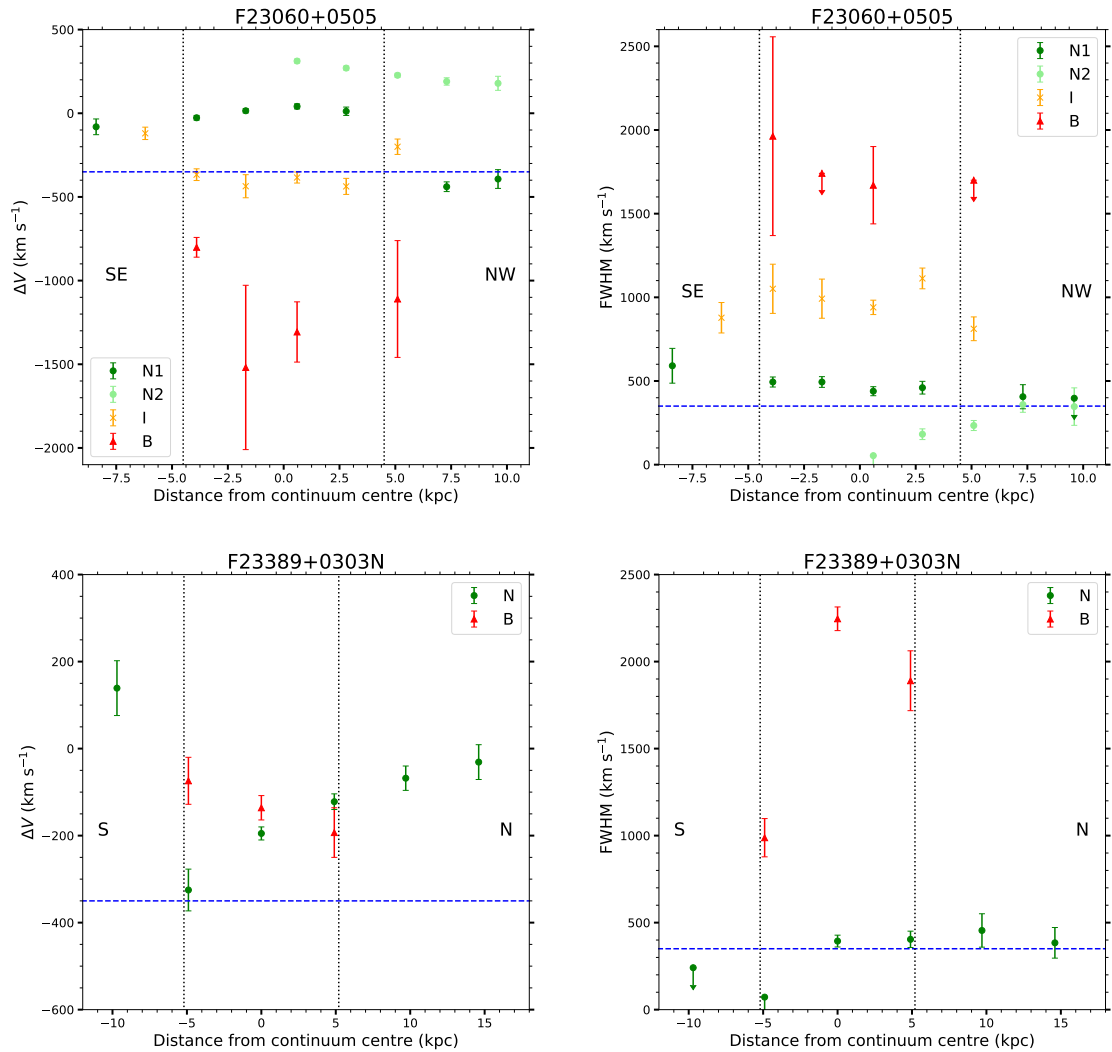 F23060+0505
500
0
−500
−1000
−1500
−2000
ΔV (km s⁻¹)
SE
NW
N1
N2
I
B
−7.5 −5.0 −2.5 0.0 2.5 5.0 7.5 10.0
Distance from continuum centre (kpc)
F23060+0505
2500
2000
1500
1000
500
0
FWHM (km s⁻¹)
N1
N2
I
B
SE
NW
−7.5 −5.0 −2.5 0.0 2.5 5.0 7.5 10.0
Distance from continuum centre (kpc)
F23389+0303N
400
200
0
−200
−400
−600
ΔV (km s⁻¹)
N
B
S
N
−10 −5 0 5 10 15
Distance from continuum centre (kpc)
F23389+0303N
2500
2000
1500
1000
500
0
FWHM (km s⁻¹)
N
B
S
N
−10 −5 0 5 10 15
Distance from continuum centre (kpc)